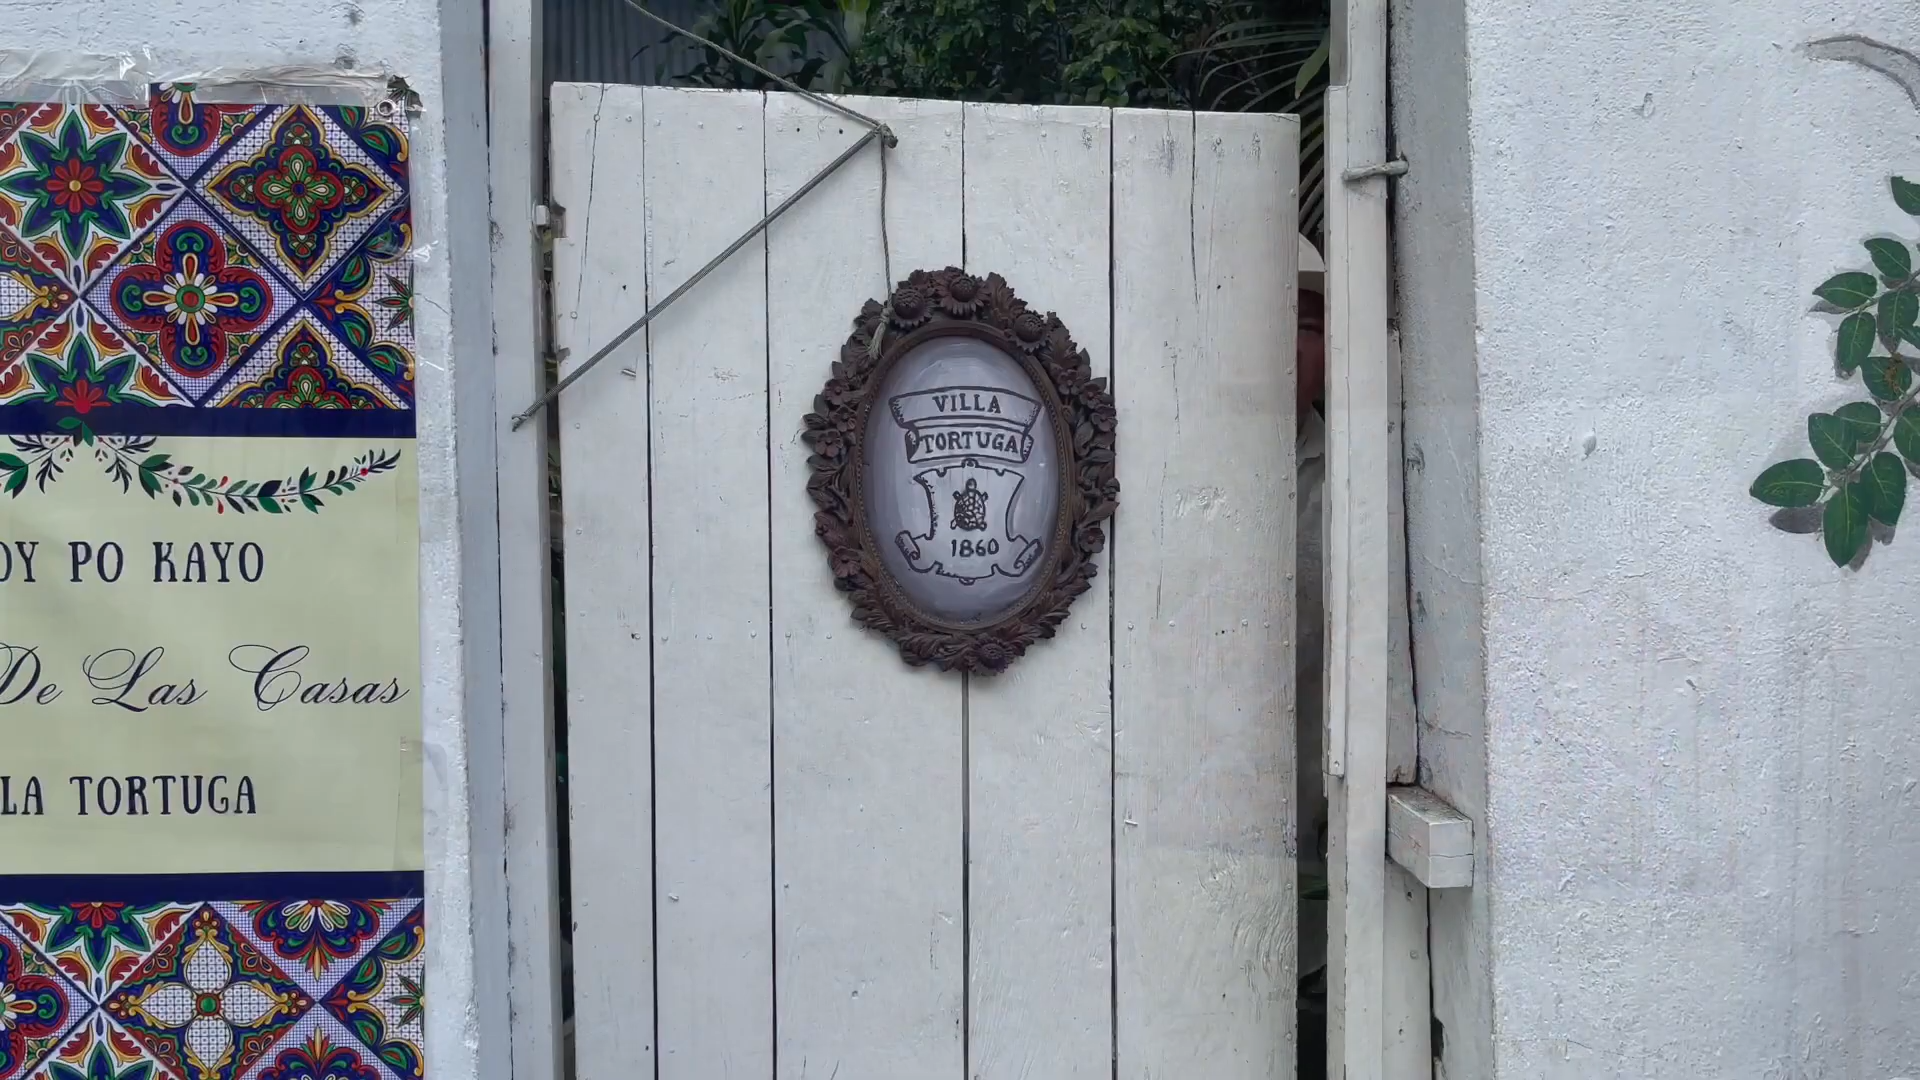 OY PO KAYO
De Las Casas
LA TORTUGA
VILLA
TORTUGA
1860